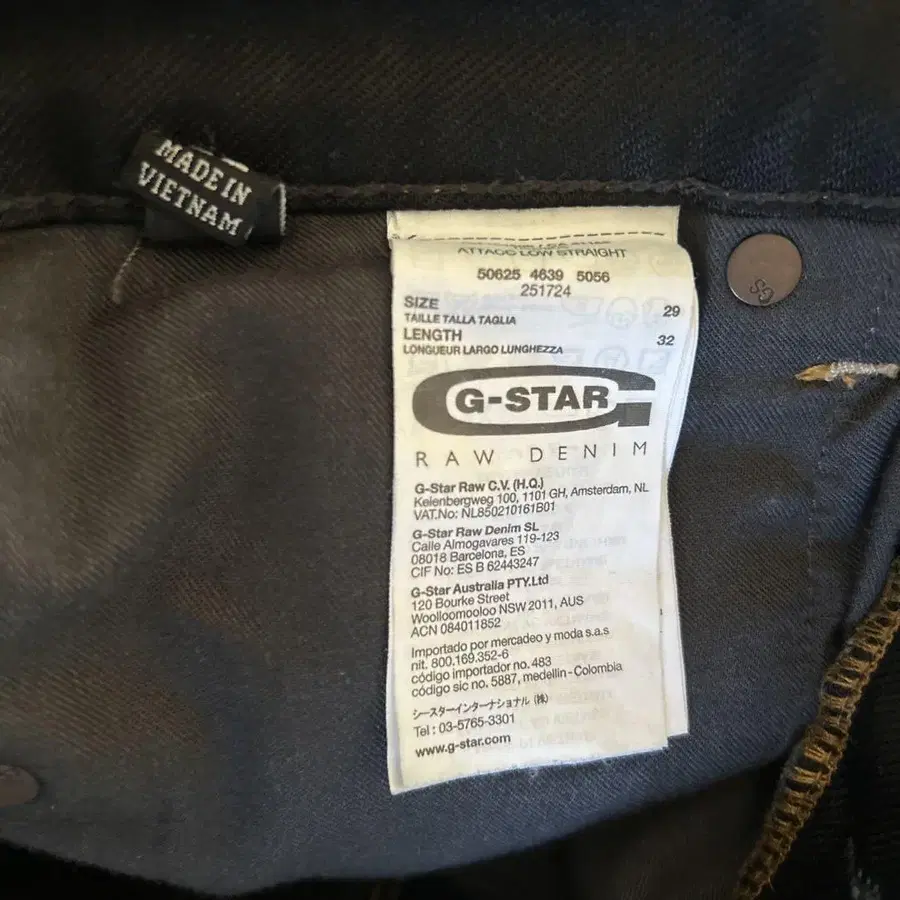 MADE IN
VIETNAM
ATTACC LOW STRAIGHT
50625 4639 5056
251724
SIZE 29
TAILLE TALLA TAGLIA
LENGTH 32
LONGUEUR LARGO LUNGHEZZA
G-STAR
RAW DENIM
G-Star Raw C.V. (H.Q.)
Keienbergweg 100, 1101 GH, Amsterdam, NL
VAT.No: NL850210161B01
G-Star Raw Denim SL
Calle Almogavares 119-123
08018 Barcelona, ES
CIF No: ES B 62443247
G-Star Australia PTY.Ltd
120 Bourke Street
Woolloomooloo NSW 2011, AUS
ACN 084011852
Importado por mercadeo y moda s.a.s
nit. 800.169.352-6
código importador no. 483
código sic no. 5887, medellin - Colombia
ジースターインターナショナル (株)
Tel : 03-5765-3301
www.g-star.com
GS